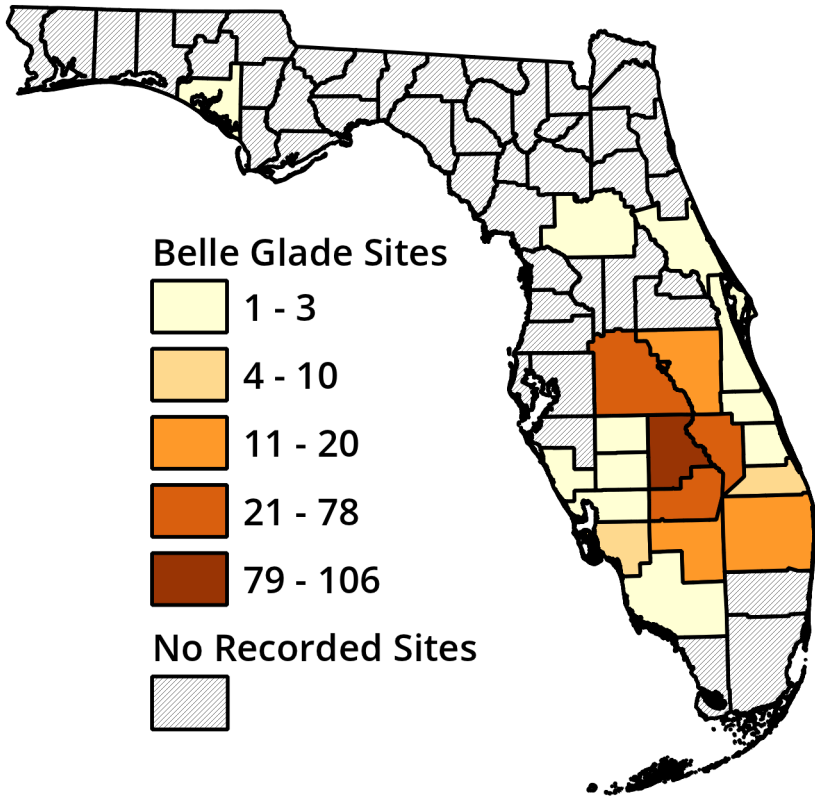 Belle Glade Sites
1 - 3
4 - 10
11 - 20
21 - 78
79 - 106
No Recorded Sites